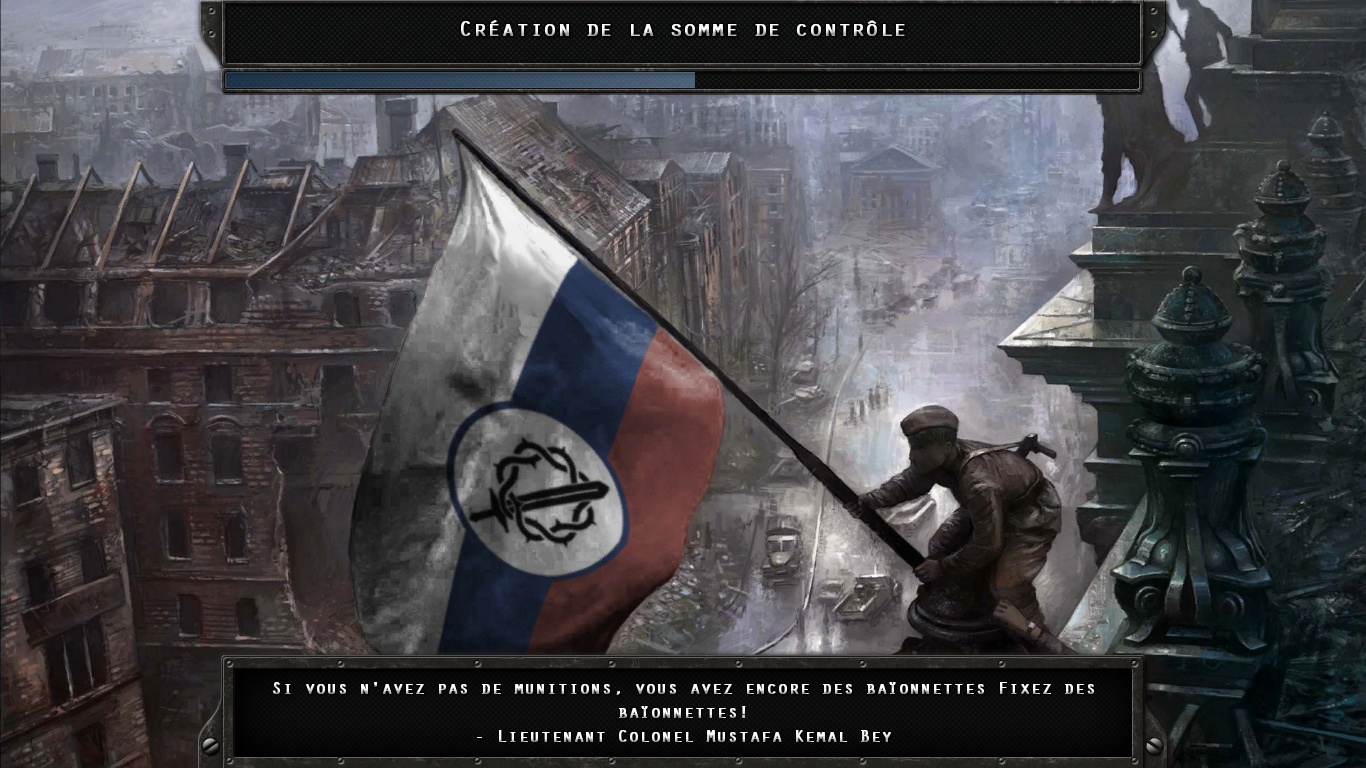 Création de la somme de contrôle
Si vous n'avez pas de munitions, vous avez encore des baïonnettes Fixez des
baïonnettes!
- Lieutenant Colonel Mustafa Kemal Bey